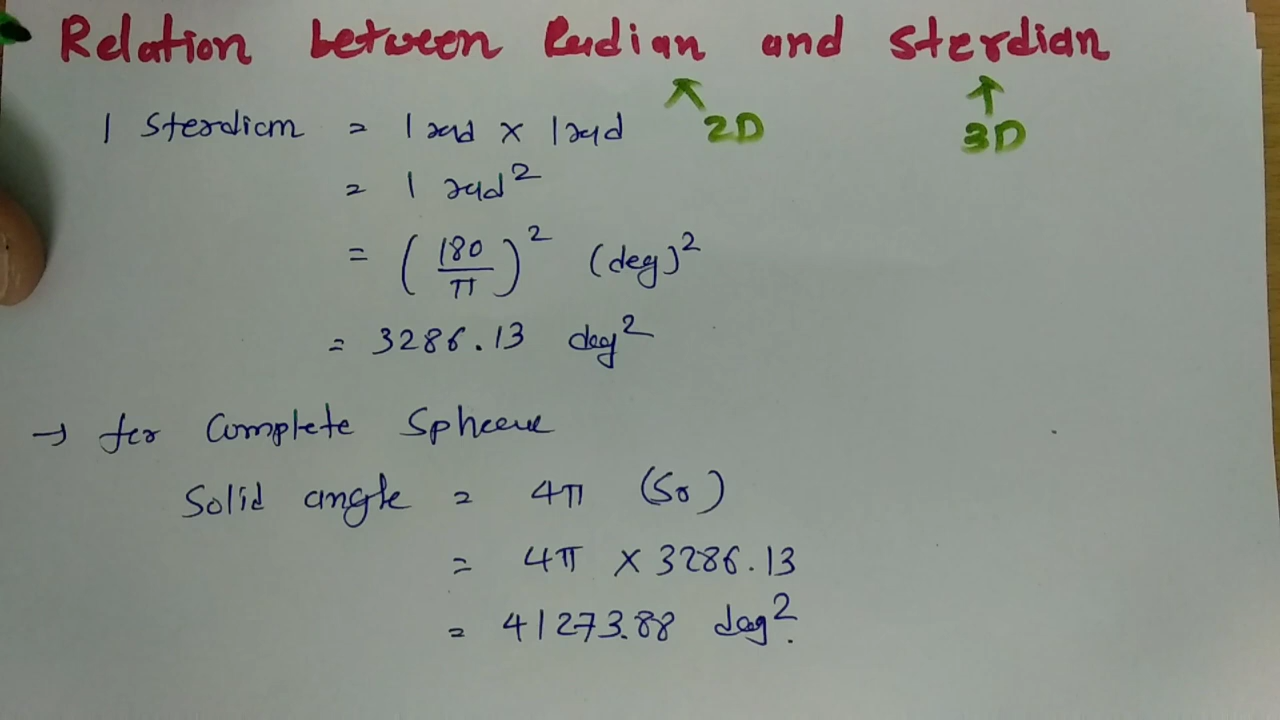 Relation between Radian and Sterdian
2D
3D
1 Sterdian = 1 rad × 1 rad
= 1 rad²
= (180/π)² (deg)²
= 3286.13 deg²
→ for Complete Sphere
Solid angle = 4π (Sr)
= 4π × 3286.13
= 41273.88 deg².